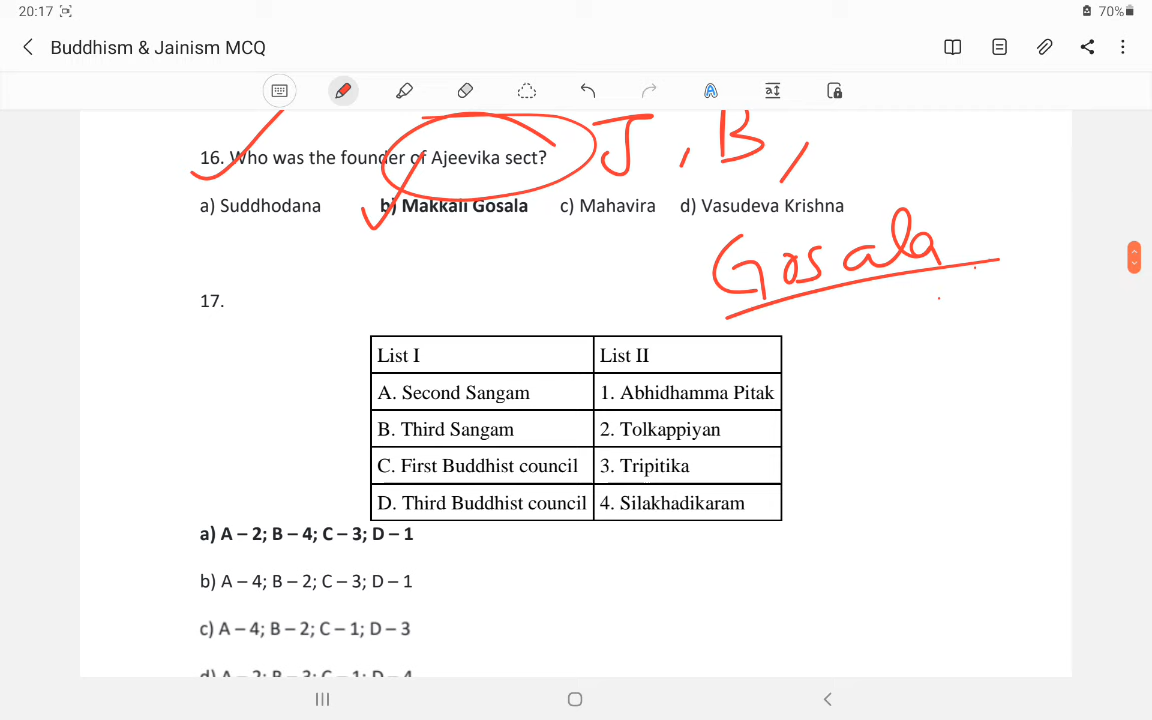 20:17 70%
Buddhism & Jainism MCQ
J, B,
16. Who was the founder of Ajeevika sect?
a) Suddhodana b) Makkali Gosala c) Mahavira d) Vasudeva Krishna
Gosala
17.
List I List II
A. Second Sangam 1. Abhidhamma Pitak
B. Third Sangam 2. Tolkappiyan
C. First Buddhist council 3. Tripitika
D. Third Buddhist council 4. Silakhadikaram
a) A – 2; B – 4; C – 3; D – 1
b) A – 4; B – 2; C – 3; D – 1
c) A – 4; B – 2; C – 1; D – 3